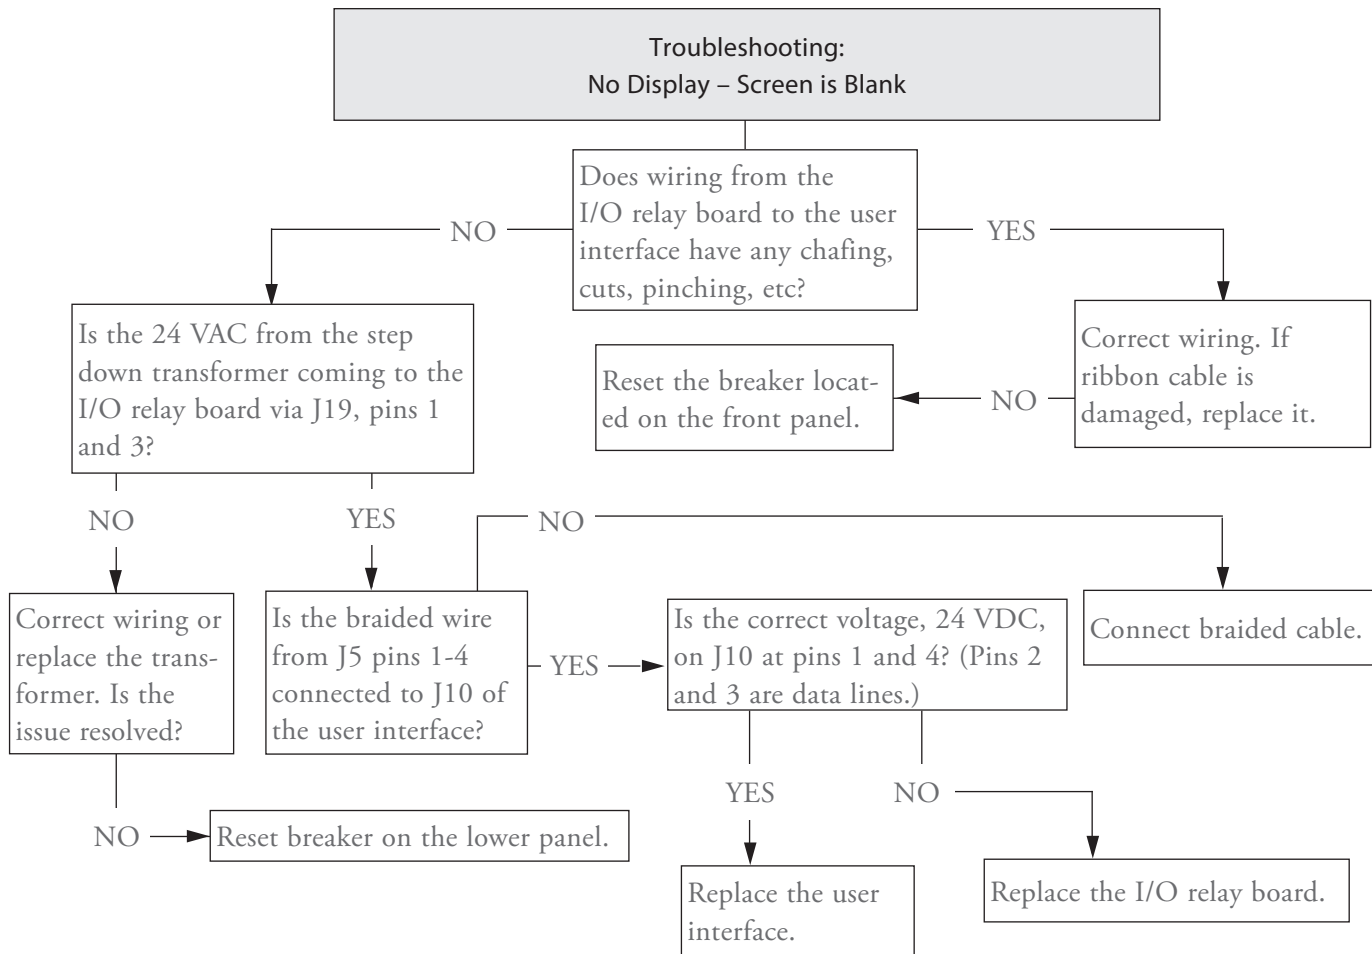 Troubleshooting:
No Display – Screen is Blank
Does wiring from the
I/O relay board to the user
interface have any chafing,
cuts, pinching, etc?
NO
YES
Is the 24 VAC from the step
down transformer coming to the
I/O relay board via J19, pins 1
and 3?
Correct wiring. If
ribbon cable is
damaged, replace it.
NO
Reset the breaker locat-
ed on the front panel.
NO
YES
NO
Correct wiring or
replace the trans-
former. Is the
issue resolved?
Is the braided wire
from J5 pins 1-4
connected to J10 of
the user interface?
YES
Is the correct voltage, 24 VDC,
on J10 at pins 1 and 4? (Pins 2
and 3 are data lines.)
Connect braided cable.
YES
NO
NO
Reset breaker on the lower panel.
Replace the user
interface.
Replace the I/O relay board.